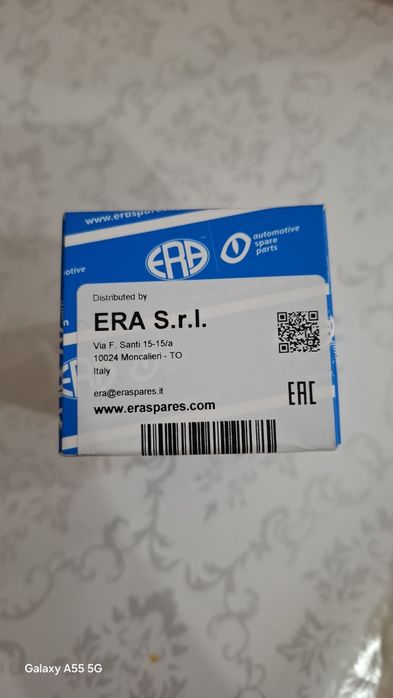 www.eraspares
ERA
automotive
spare
parts
otive
Distributed by
ERA S.r.l.
Via F. Santi 15-15/a
10024 Moncalieri - TO
Italy
era@eraspares.it
www.eraspares.com
EAC
Galaxy A55 5G